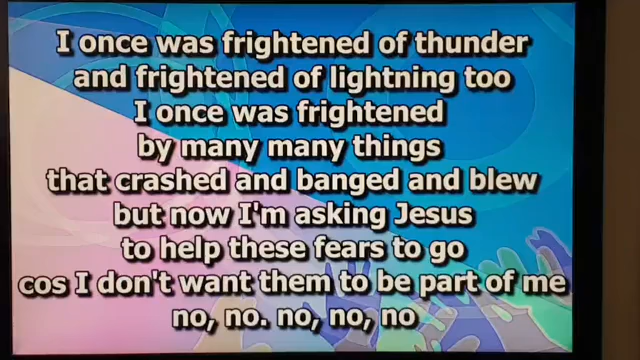 I once was frightened of thunder
and frightened of lightning too
I once was frightened
by many many things
that crashed and banged and blew
but now I'm asking Jesus
to help these fears to go
cos I don't want them to be part of me
no, no. no, no, no